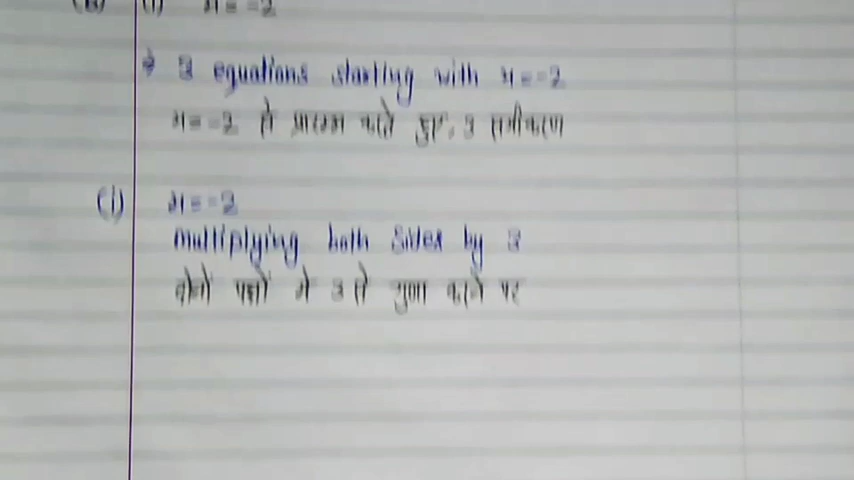 (i) x = -2
⇒ 3 equations starting with x = -2
x = -2 से प्रारम्भ करते हुए, 3 समीकरण
(i) x = -2
multiplying both sides by 3
दोनों पक्षों में 3 से गुणा करने पर